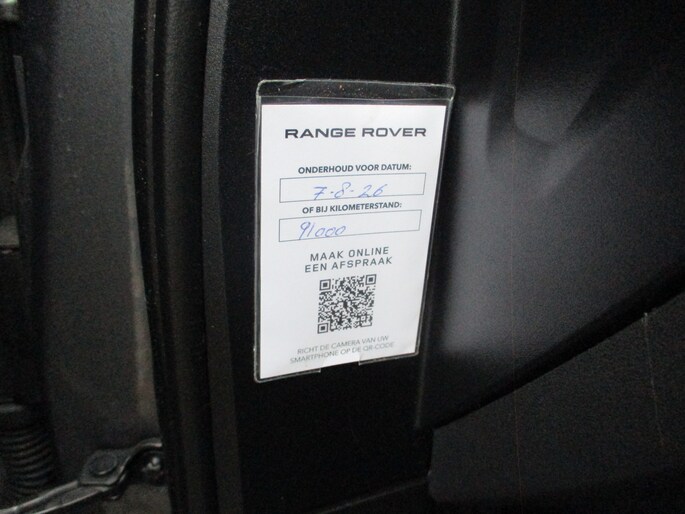 RANGE ROVER
ONDERHOUD VOOR DATUM:
7-8-26
OF BIJ KILOMETERSTAND:
91000
MAAK ONLINE
EEN AFSPRAAK
RICHT DE CAMERA VAN UW
SMARTPHONE OP DE QR-CODE